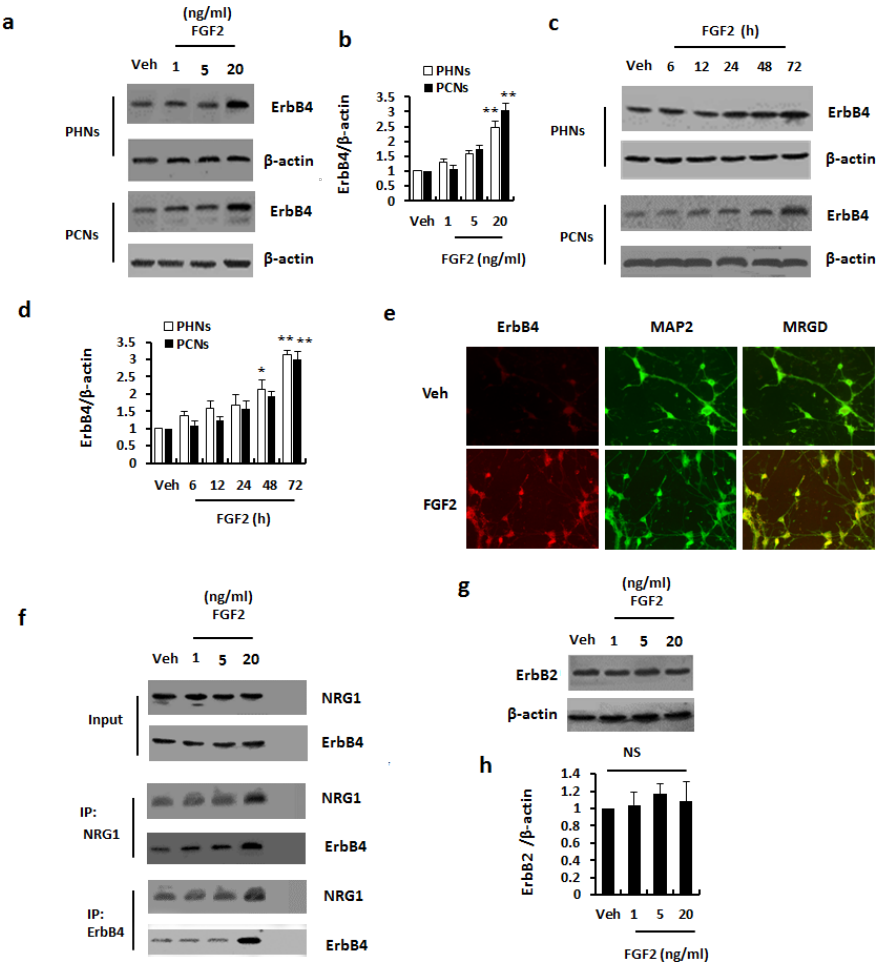 a
(ng/ml)
FGF2
Veh 1 5 20
PHNs
ErbB4
β-actin
PCNs
ErbB4
β-actin
b
PHNs
PCNs
ErbB4/β-actin
3.5
3
2.5
2
1.5
1
0.5
0
** **
Veh 1 5 20
FGF2 (ng/ml)
c
FGF2 (h)
Veh 6 12 24 48 72
PHNs
ErbB4
β-actin
PCNs
ErbB4
β-actin
d
PHNs
PCNs
ErbB4/β-actin
3.5
3
2.5
2
1.5
1
0.5
0
* ** **
Veh 6 12 24 48 72
FGF2 (h)
e
ErbB4 MAP2 MRGD
Veh
FGF2
f
(ng/ml)
FGF2
Veh 1 5 20
Input
NRG1
ErbB4
IP:
NRG1
NRG1
ErbB4
IP:
ErbB4
NRG1
ErbB4
g
(ng/ml)
FGF2
Veh 1 5 20
ErbB2
β-actin
h
NS
ErbB2 /β-actin
1.4
1.2
1
0.8
0.6
0.4
0.2
0
Veh 1 5 20
FGF2 (ng/ml)